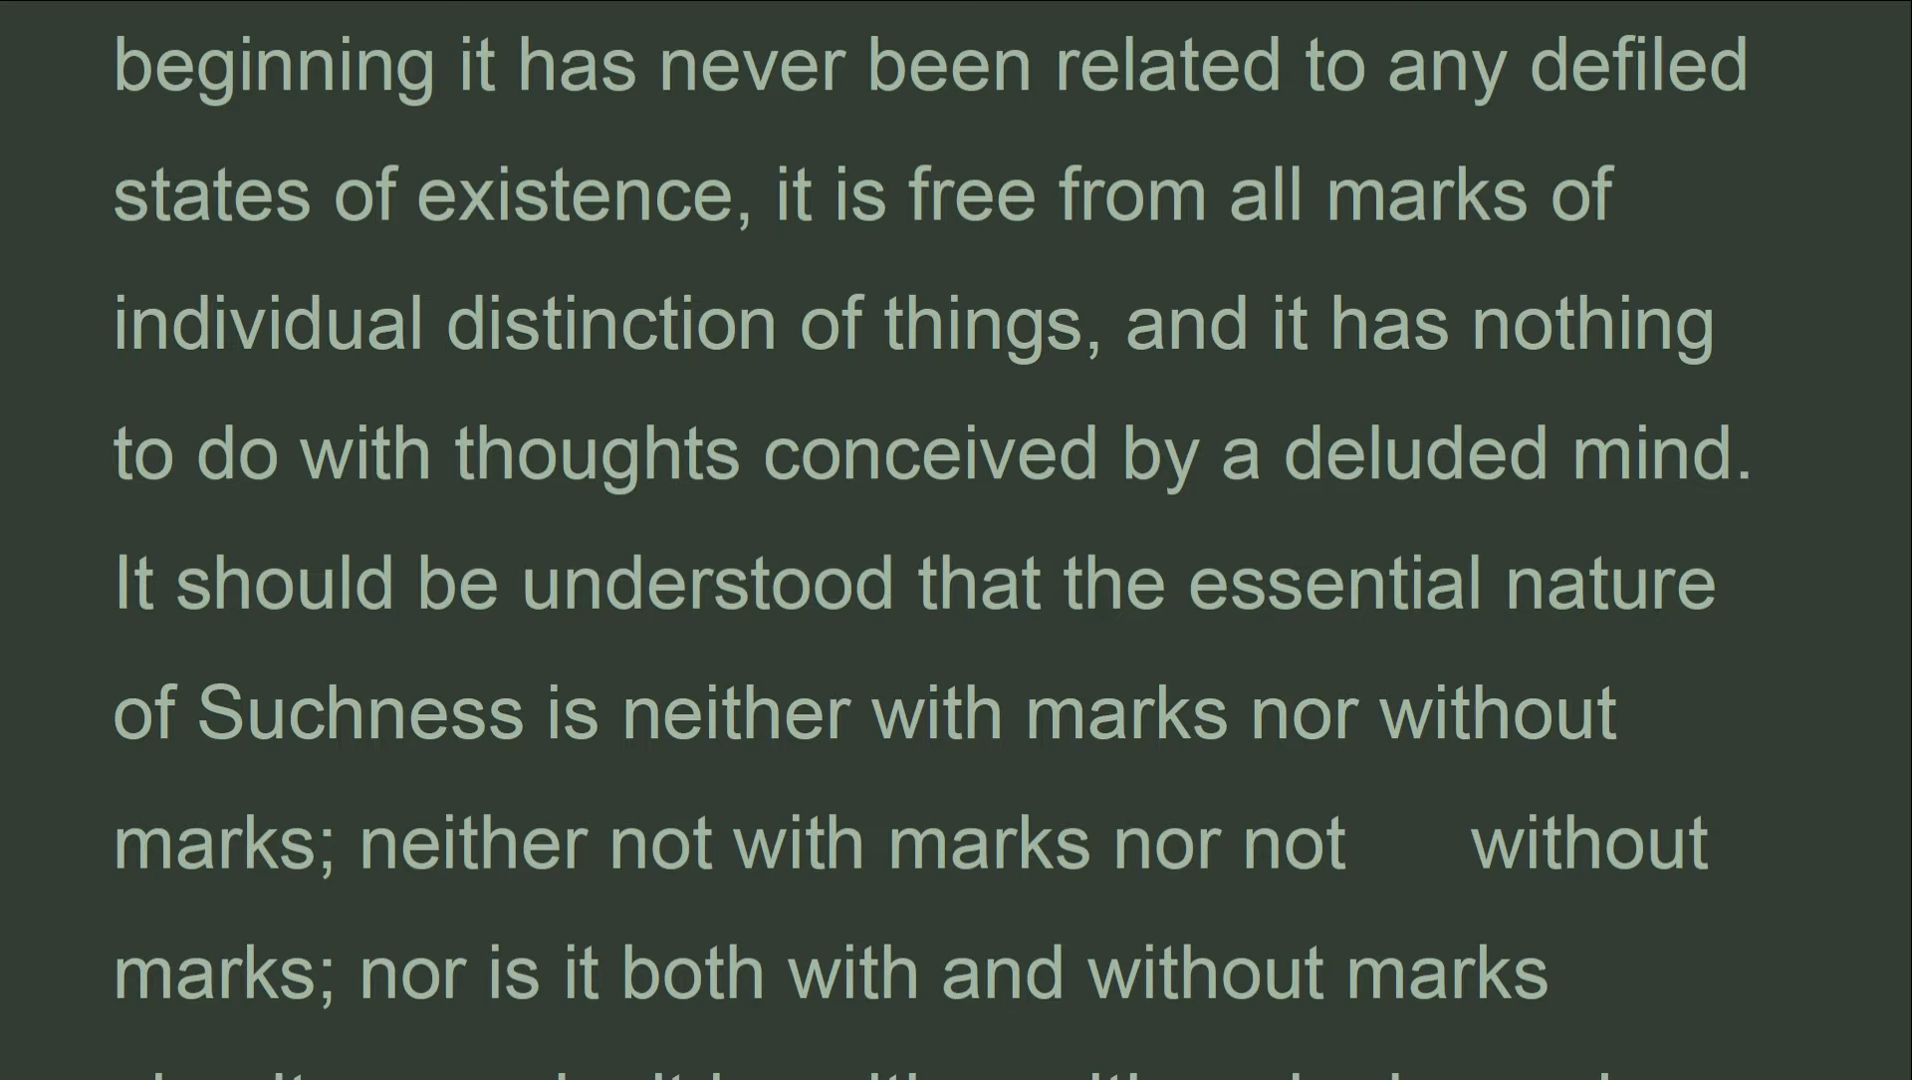 beginning it has never been related to any defiled
states of existence, it is free from all marks of
individual distinction of things, and it has nothing
to do with thoughts conceived by a deluded mind.
It should be understood that the essential nature
of Suchness is neither with marks nor without
marks; neither not with marks nor not without
marks; nor is it both with and without marks